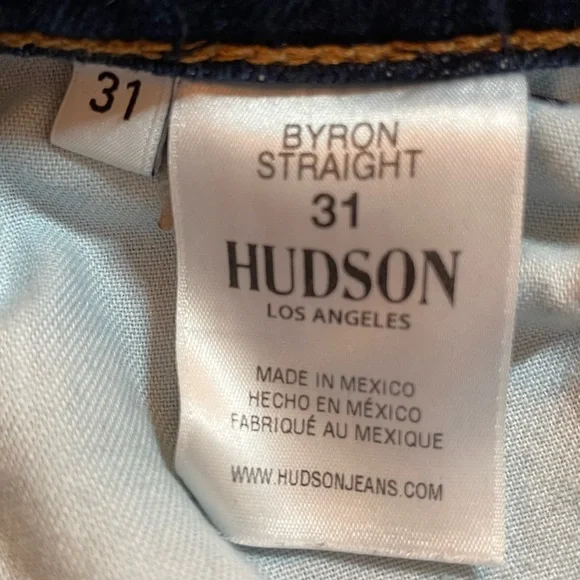 31
BYRON
STRAIGHT
31
HUDSON
LOS ANGELES
MADE IN MEXICO
HECHO EN MÉXICO
FABRIQUÉ AU MEXIQUE
WWW.HUDSONJEANS.COM